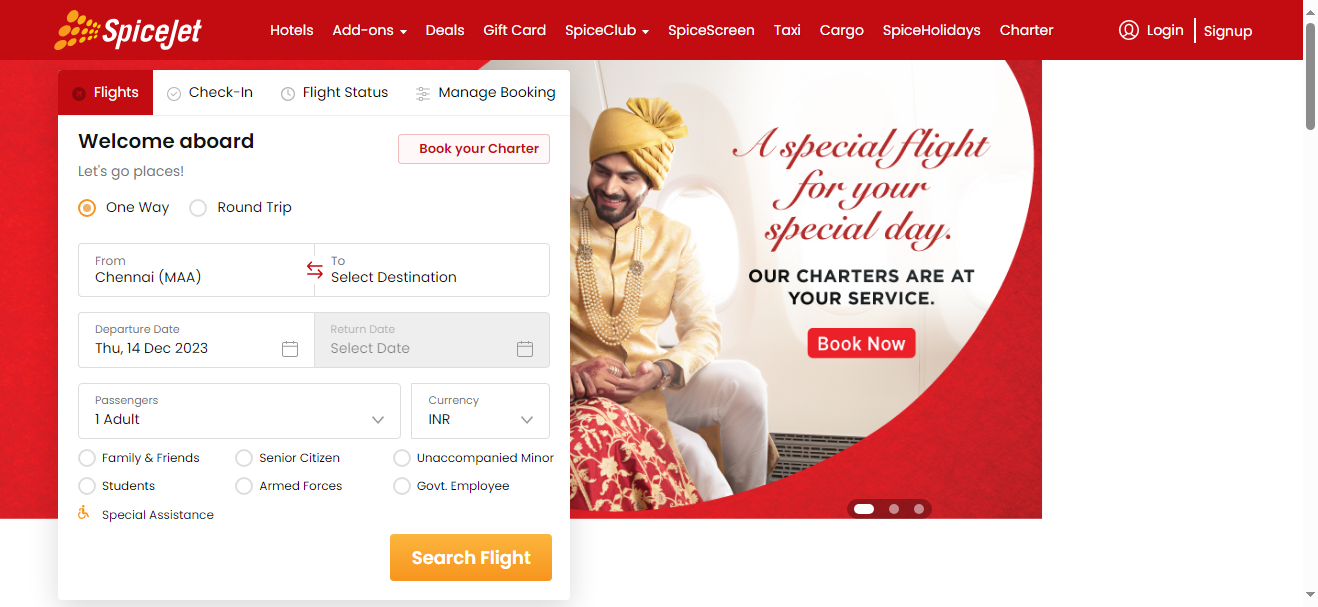 SpiceJet
Hotels Add-ons Deals Gift Card SpiceClub SpiceScreen Taxi Cargo SpiceHolidays Charter
Login Signup
Flights Check-In Flight Status Manage Booking
Welcome aboard
Book your Charter
Let's go places!
One Way Round Trip
From
Chennai (MAA)
To
Select Destination
Departure Date
Thu, 14 Dec 2023
Return Date
Select Date
Passengers
1 Adult
Currency
INR
Family & Friends Senior Citizen Unaccompanied Minor
Students Armed Forces Govt. Employee
Special Assistance
Search Flight
A special flight
for your
special day.
OUR CHARTERS ARE AT
YOUR SERVICE.
Book Now